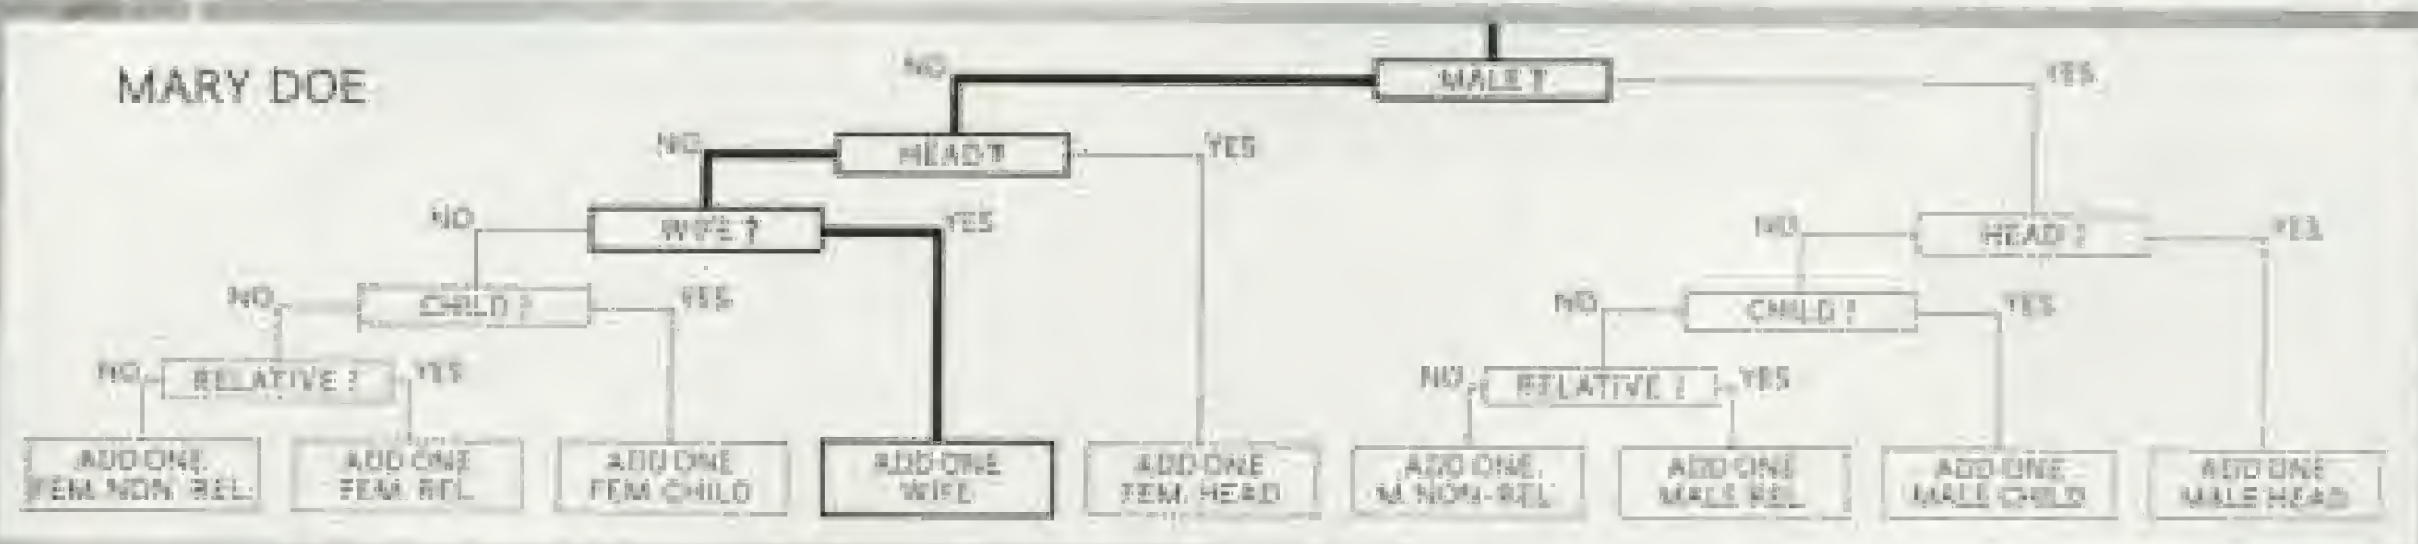 MARY DOE
NO
MALE ?
YES
NO
HEAD ?
YES
NO
WIFE ?
YES
NO
HEAD ?
YES
NO
CHILD ?
YES
NO
CHILD ?
YES
NO
RELATIVE ?
YES
NO
RELATIVE ?
YES
ADD ONE
FEM. NON-REL.
ADD ONE
FEM. REL.
ADD ONE
FEM. CHILD
ADD ONE
WIFE
ADD ONE
FEM. HEAD
ADD ONE
M. NON-REL.
ADD ONE
MALE REL.
ADD ONE
MALE CHILD
ADD ONE
MALE HEAD